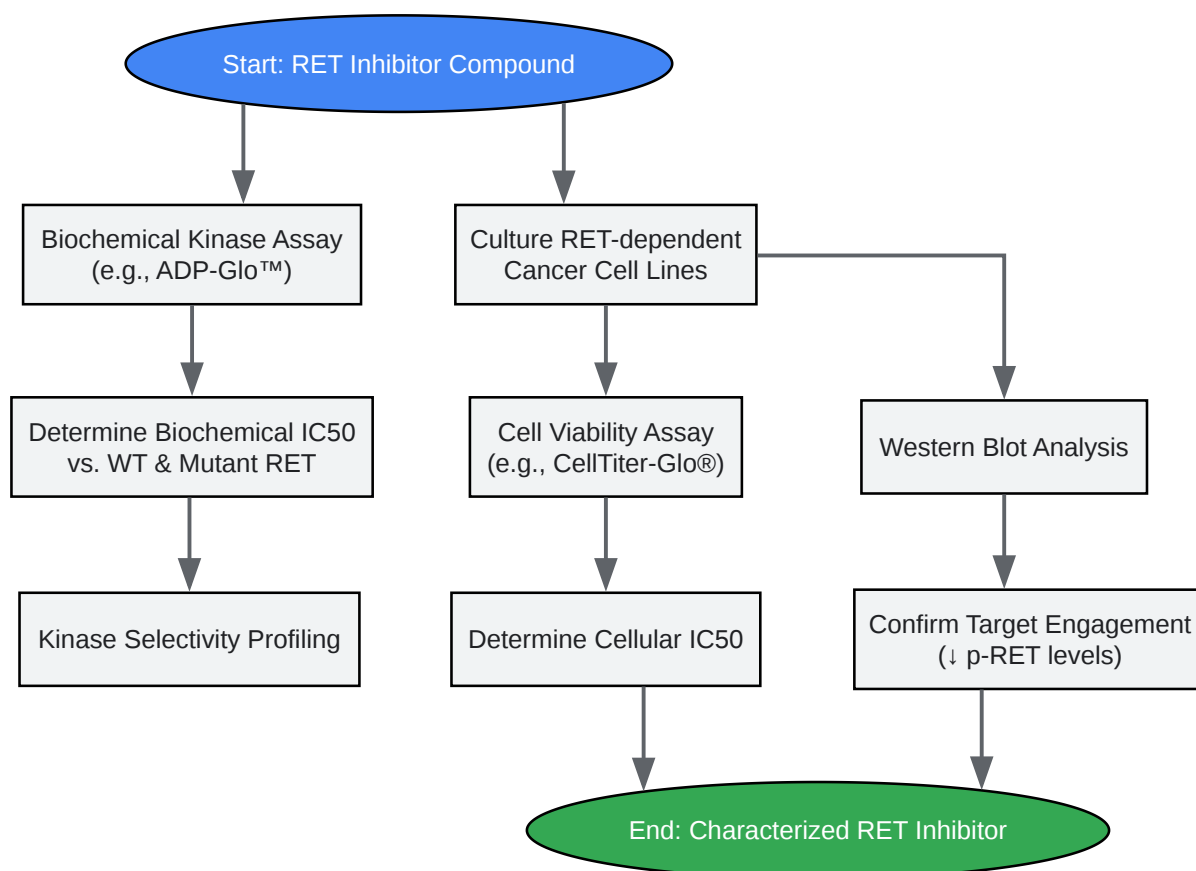 Start: RET Inhibitor Compound
Biochemical Kinase Assay
(e.g., ADP-Glo™)
Culture RET-dependent
Cancer Cell Lines
Determine Biochemical IC50
vs. WT & Mutant RET
Cell Viability Assay
(e.g., CellTiter-Glo®)
Western Blot Analysis
Kinase Selectivity Profiling
Determine Cellular IC50
Confirm Target Engagement
(↓ p-RET levels)
End: Characterized RET Inhibitor